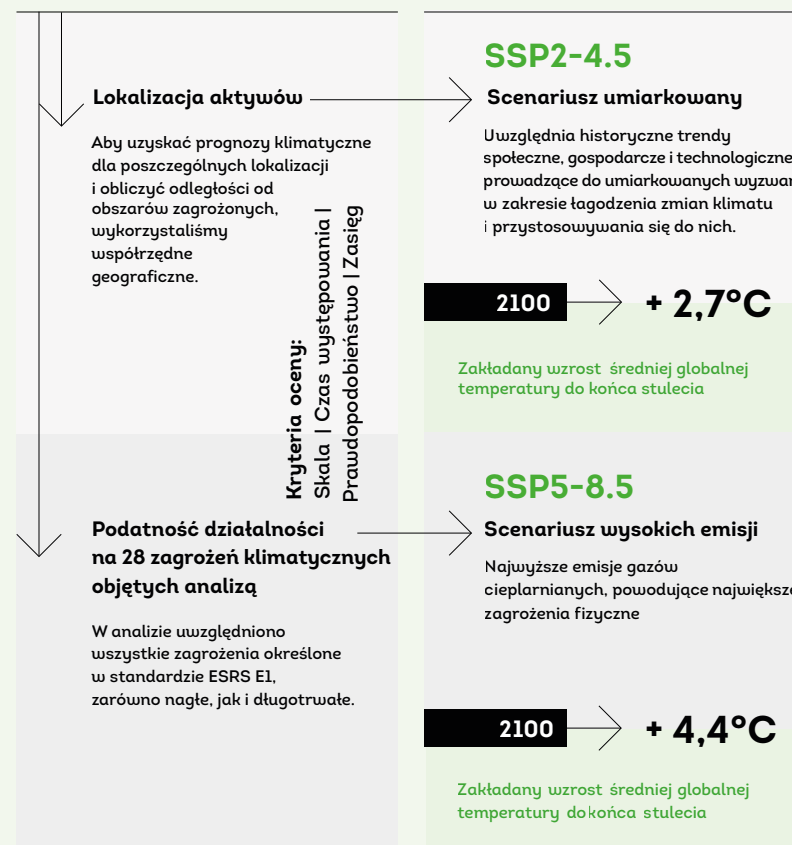 Lokalizacja aktywów
Aby uzyskać prognozy klimatyczne
dla poszczególnych lokalizacji
i obliczyć odległości od
obszarów zagrożonych,
wykorzystaliśmy
współrzędne
geograficzne.
Kryteria oceny:
Skala | Czas występowania |
Prawdopodobieństwo | Zasięg
Podatność działalności
na 28 zagrożeń klimatycznych
objętych analizą
W analizie uwzględniono
wszystkie zagrożenia określone
w standardzie ESRS E1,
zarówno nagłe, jak i długotrwałe.
SSP2-4.5
Scenariusz umiarkowany
Uwzględnia historyczne trendy
społeczne, gospodarcze i technologiczne
prowadzące do umiarkowanych wyzwań
w zakresie łagodzenia zmian klimatu
i przystosowywania się do nich.
2100
+ 2,7°C
Zakładany wzrost średniej globalnej
temperatury do końca stulecia
SSP5-8.5
Scenariusz wysokich emisji
Najwyższe emisje gazów
cieplarnianych, powodujące największe
zagrożenia fizyczne
2100
+ 4,4°C
Zakładany wzrost średniej globalnej
temperatury do końca stulecia